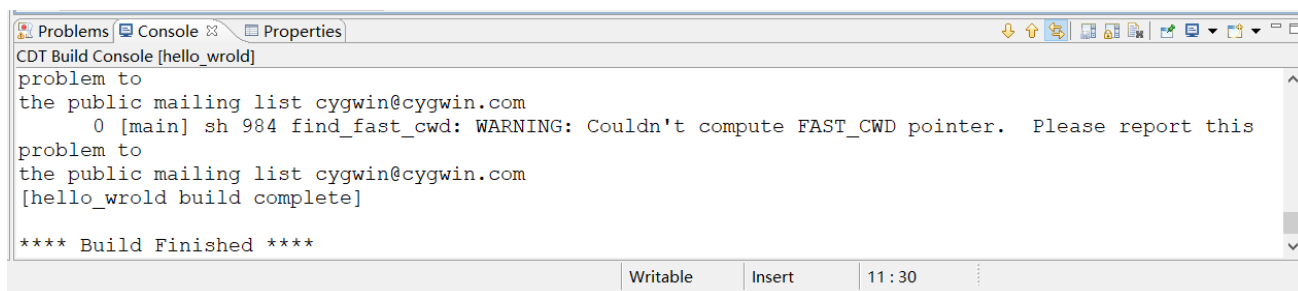 Problems Console Properties
CDT Build Console [hello_wrold]
problem to
the public mailing list cygwin@cygwin.com
0 [main] sh 984 find_fast_cwd: WARNING: Couldn't compute FAST_CWD pointer.  Please report this
problem to
the public mailing list cygwin@cygwin.com
[hello_wrold build complete]
**** Build Finished ****
Writable Insert 11 : 30